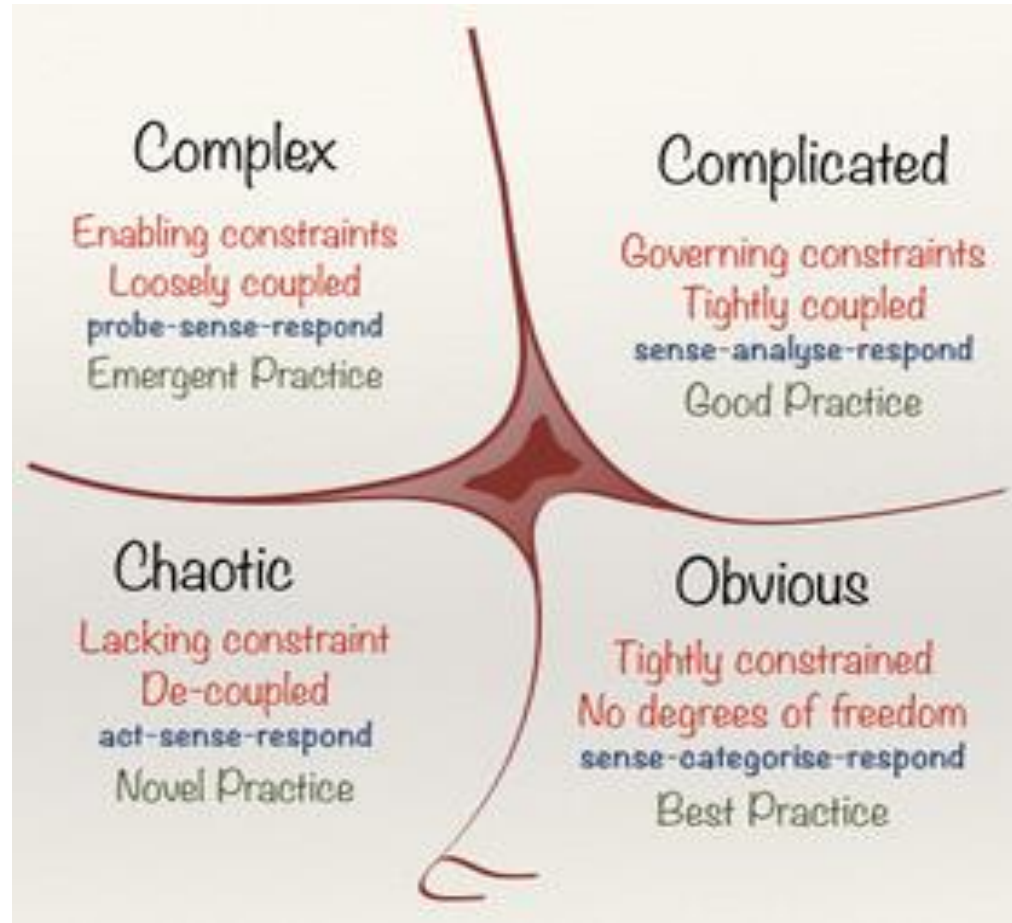 Complex
Enabling constraints
Loosely coupled
probe-sense-respond
Emergent Practice
Complicated
Governing constraints
Tightly coupled
sense-analyse-respond
Good Practice
Chaotic
Lacking constraint
De-coupled
act-sense-respond
Novel Practice
Obvious
Tightly constrained
No degrees of freedom
sense-categorise-respond
Best Practice